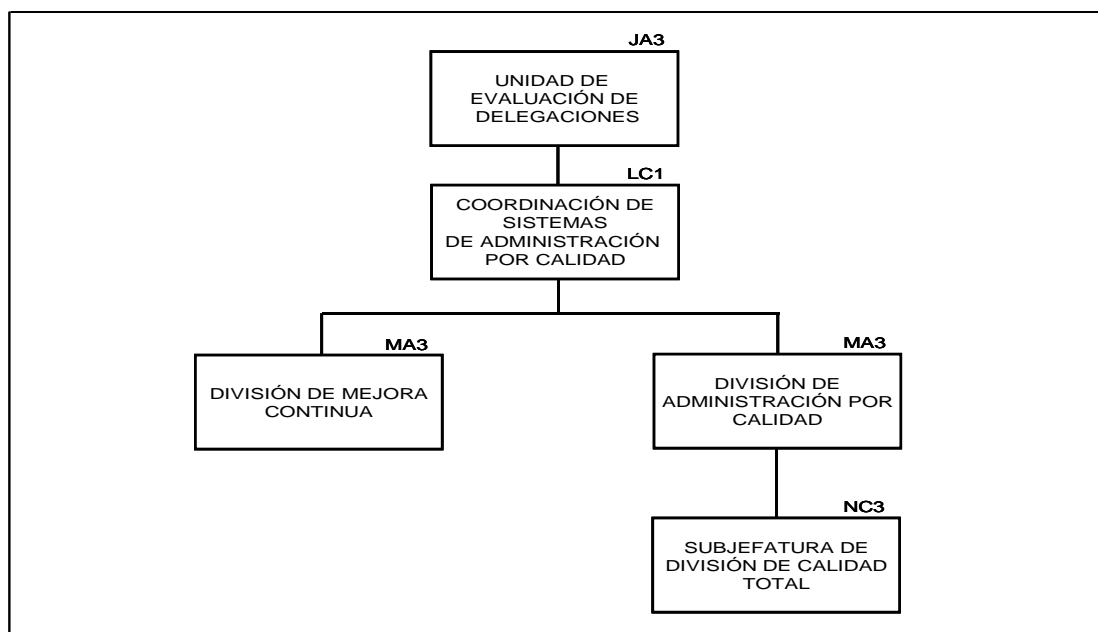 JA3
UNIDAD DE
EVALUACIÓN DE
DELEGACIONES
LC1
COORDINACIÓN DE
SISTEMAS
DE ADMINISTRACIÓN
POR CALIDAD
MA3
DIVISIÓN DE MEJORA
CONTINUA
MA3
DIVISIÓN DE
ADMINISTRACIÓN POR
CALIDAD
NC3
SUBJEFATURA DE
DIVISIÓN DE CALIDAD
TOTAL